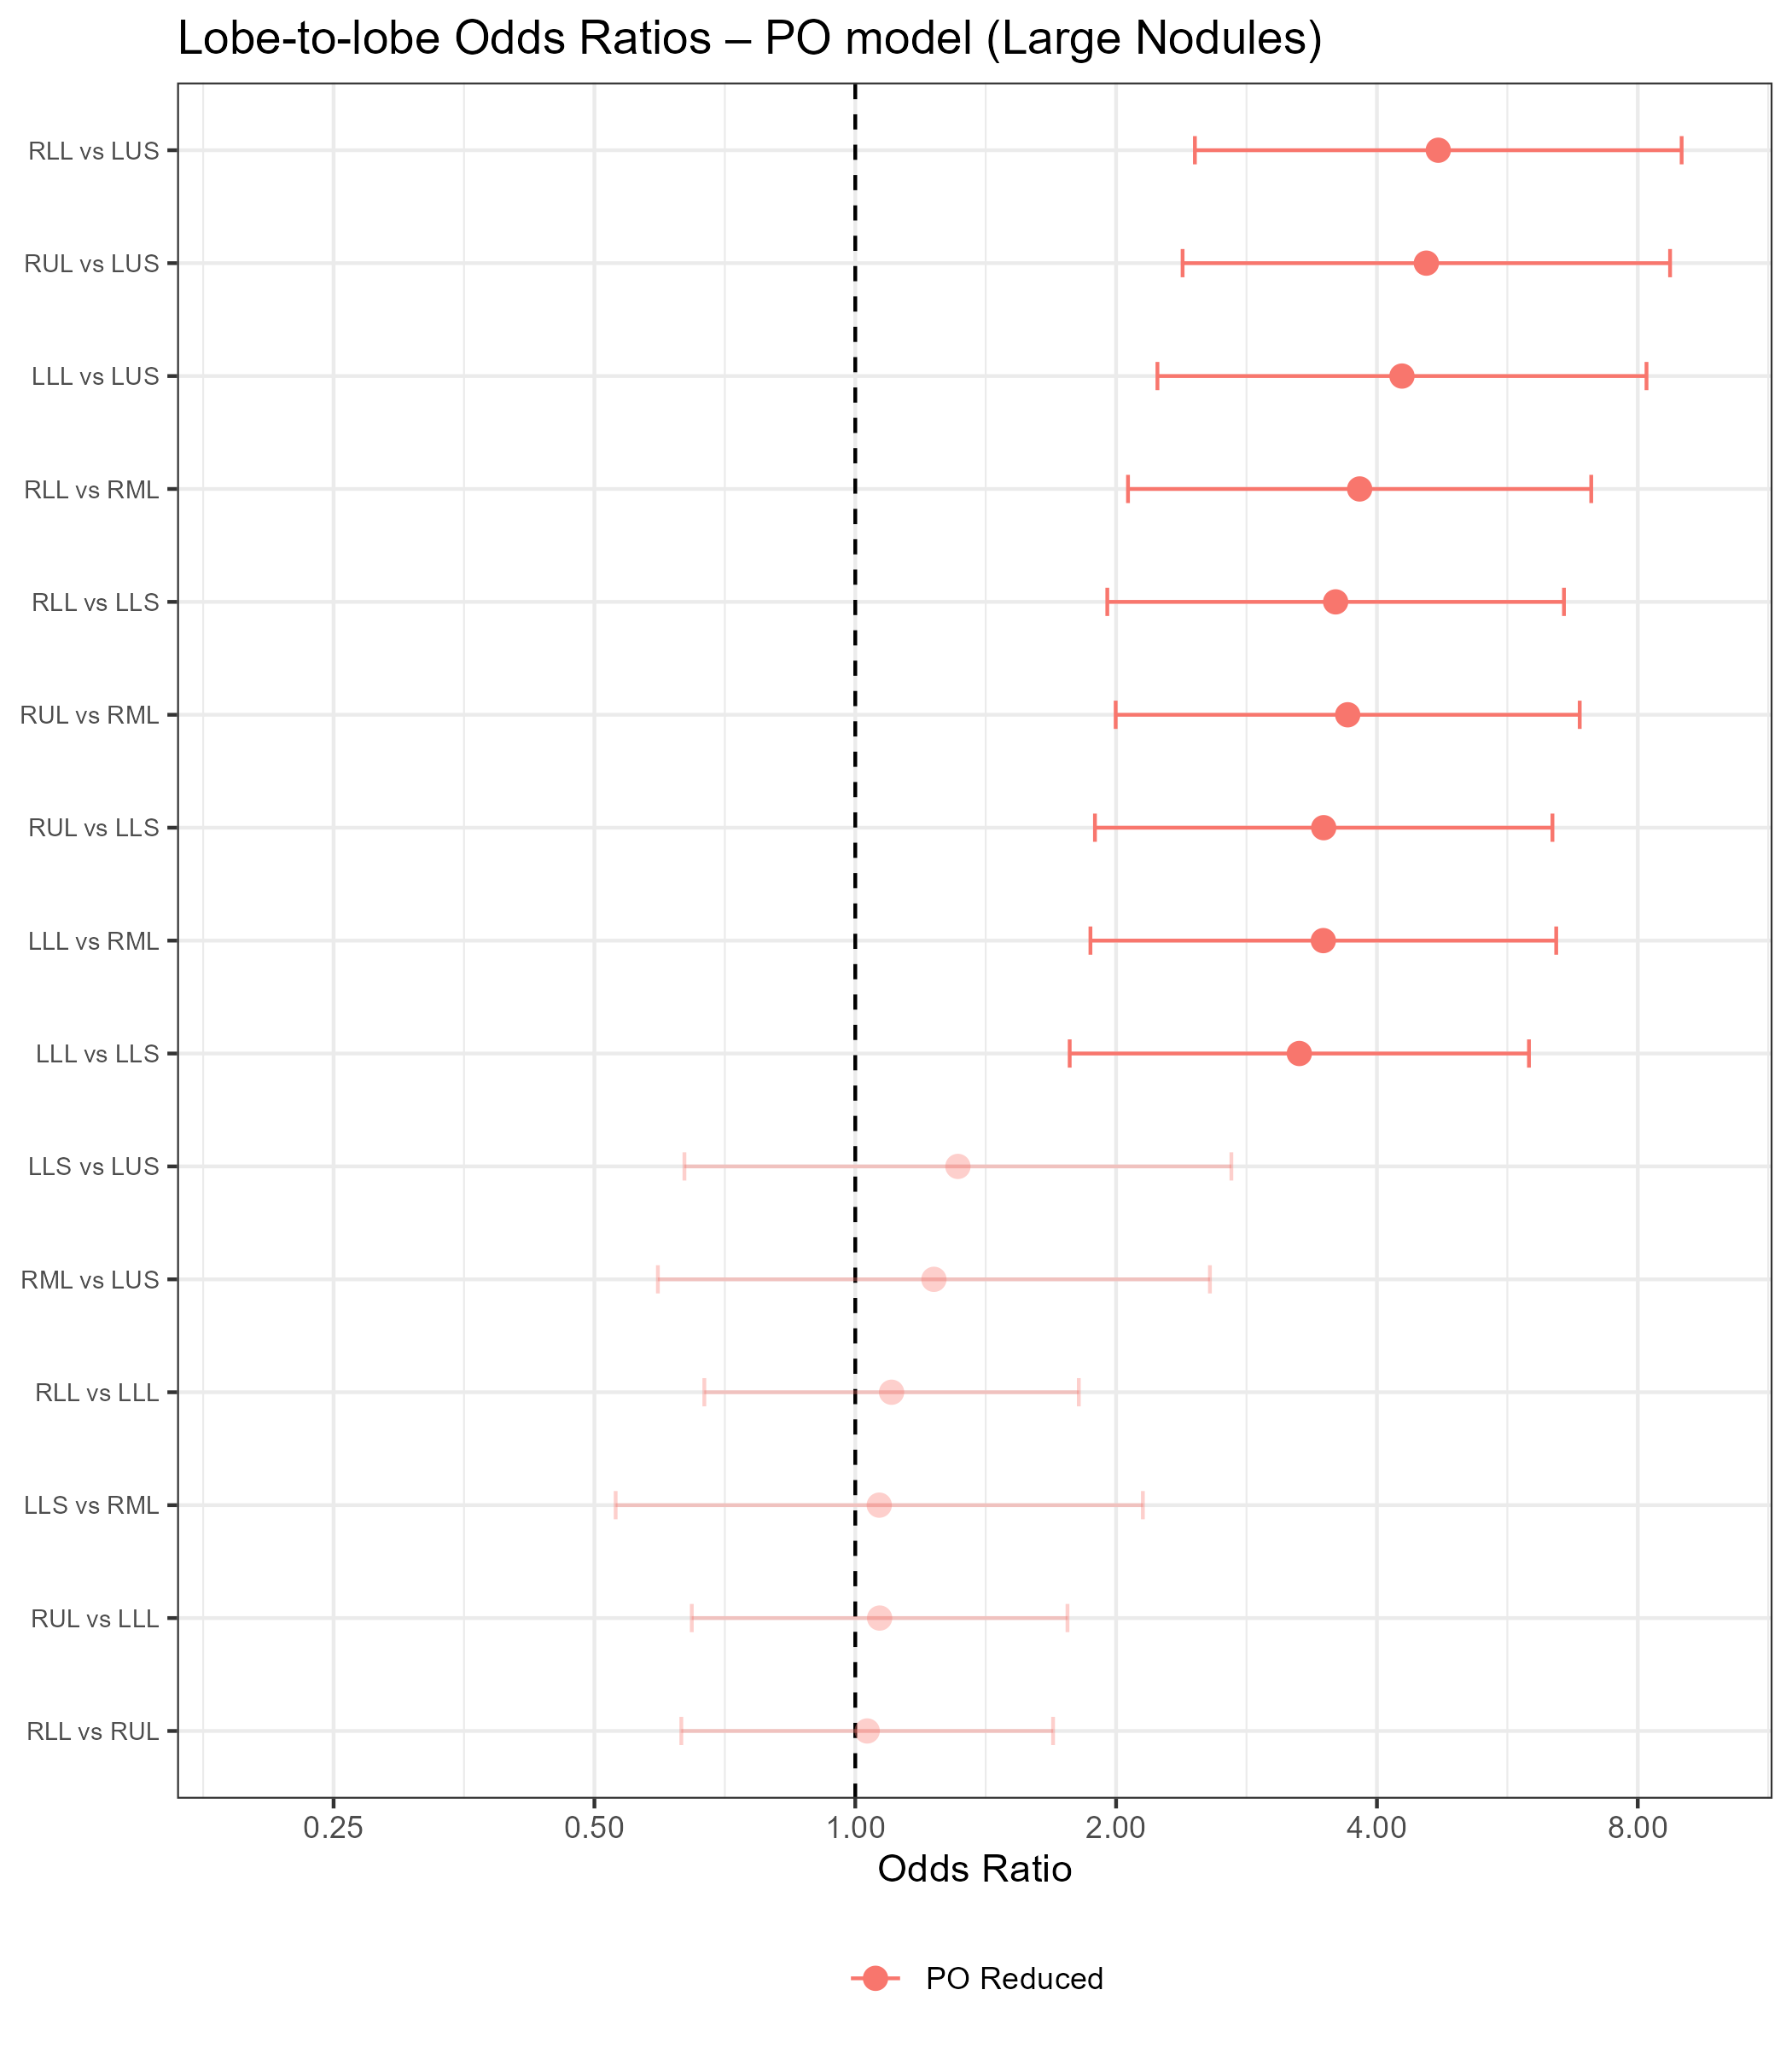 Lobe-to-lobe Odds Ratios – PO model (Large Nodules)
RLL vs LUS
RUL vs LUS
LLL vs LUS
RLL vs RML
RLL vs LLS
RUL vs RML
RUL vs LLS
LLL vs RML
LLL vs LLS
LLS vs LUS
RML vs LUS
RLL vs LLL
LLS vs RML
RUL vs LLL
RLL vs RUL
0.25 0.50 1.00 2.00 4.00 8.00
Odds Ratio
PO Reduced